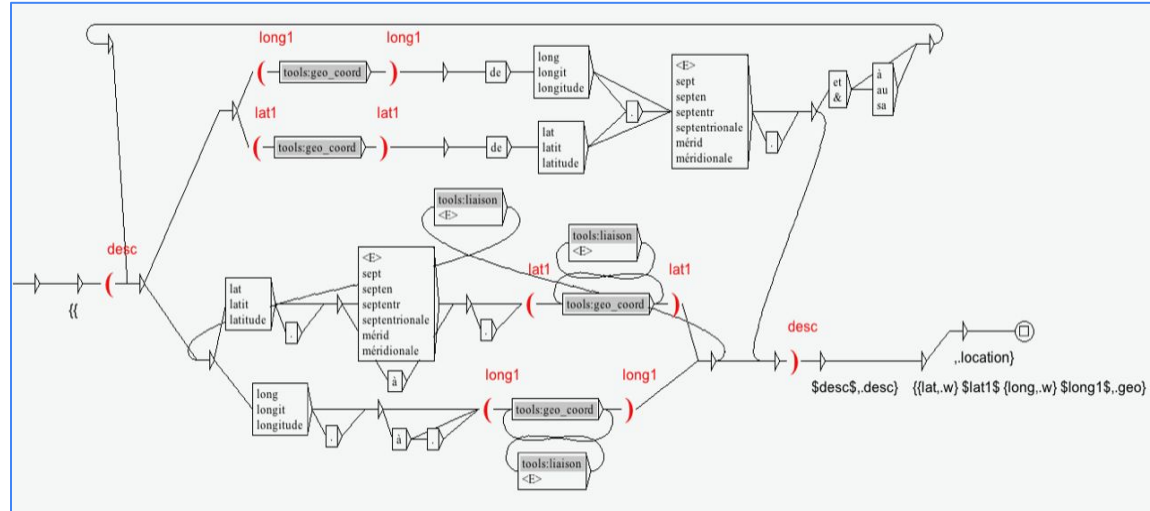 long1 long1
( tools:geo_coord ) de long
longit
longitude
lat1 lat1
( tools:geo_coord ) de lat
latit
latitude
.
<E>
sept
septen
septentr
septentrionale
mérid
méridionale
.
et
&
à
au
sa
desc
(
{{
tools:liaison
<E>
lat
latit
latitude
.
<E>
sept
septen
septentr
septentrionale
mérid
méridionale
à
.
tools:liaison
<E>
lat1 lat1
( tools:geo_coord )
long
longit
longitude
.
à
.
long1 long1
( tools:geo_coord )
tools:liaison
<E>
desc
)
$desc$,.desc} {{lat,.w} $lat1$ {long,.w} $long1$,.geo}
,.location}